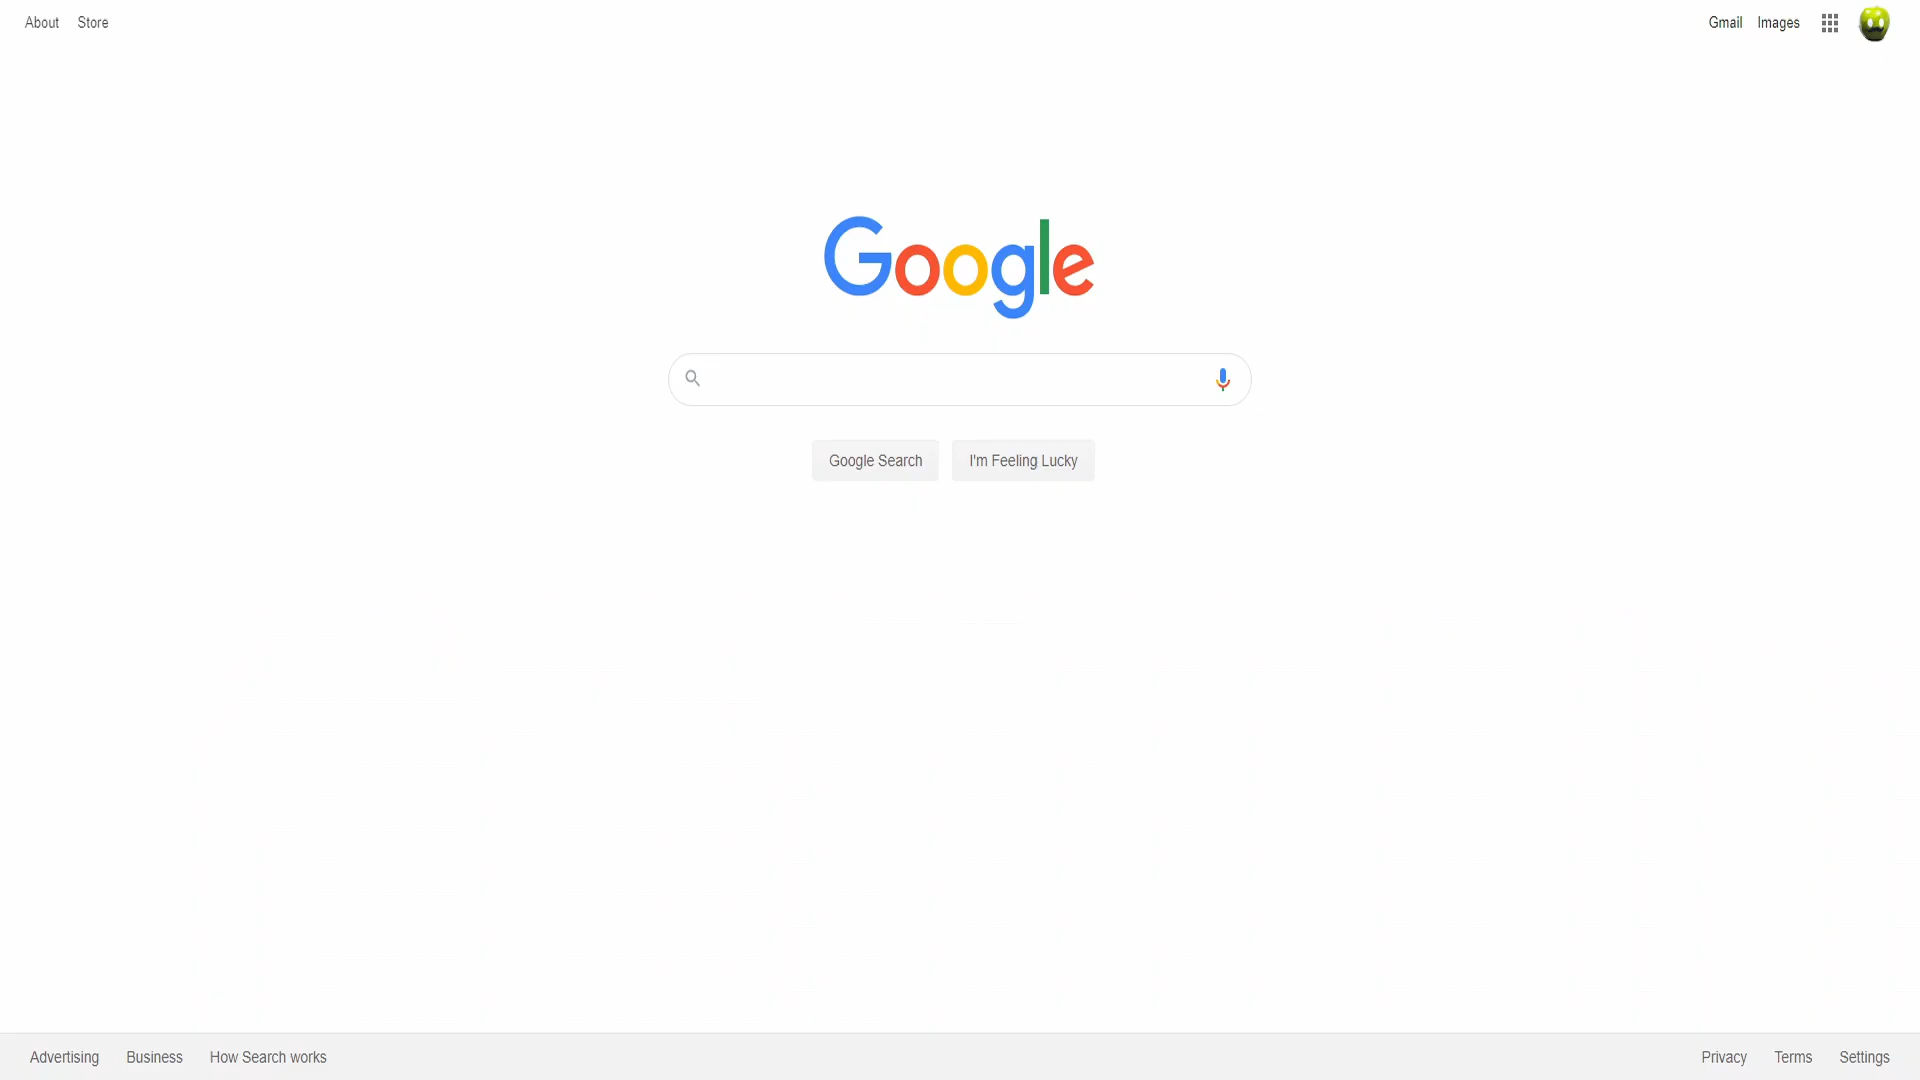 About Store Gmail Images
Google
Google Search I'm Feeling Lucky
Advertising Business How Search works Privacy Terms Settings